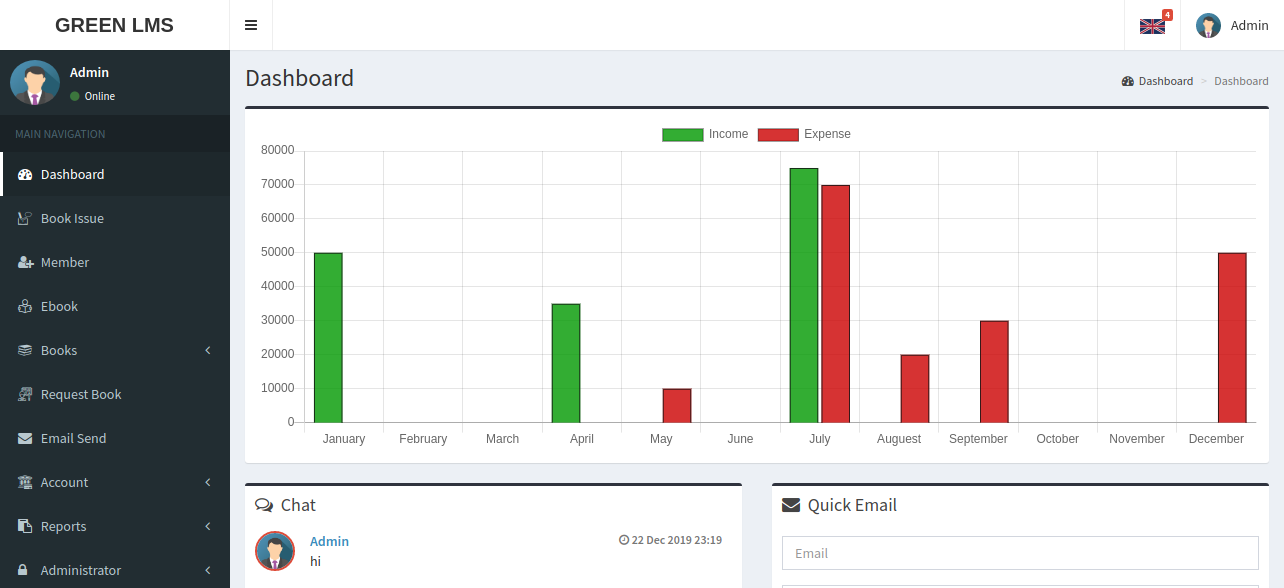 GREEN LMS
4
Admin
Admin
Online
MAIN NAVIGATION
Dashboard
Book Issue
Member
Ebook
Books
Request Book
Email Send
Account
Reports
Administrator
Dashboard
Dashboard > Dashboard
Income Expense
80000
70000
60000
50000
40000
30000
20000
10000
0
January February March April May June July Auguest September October November December
Chat
Admin 22 Dec 2019 23:19
hi
Quick Email
Email